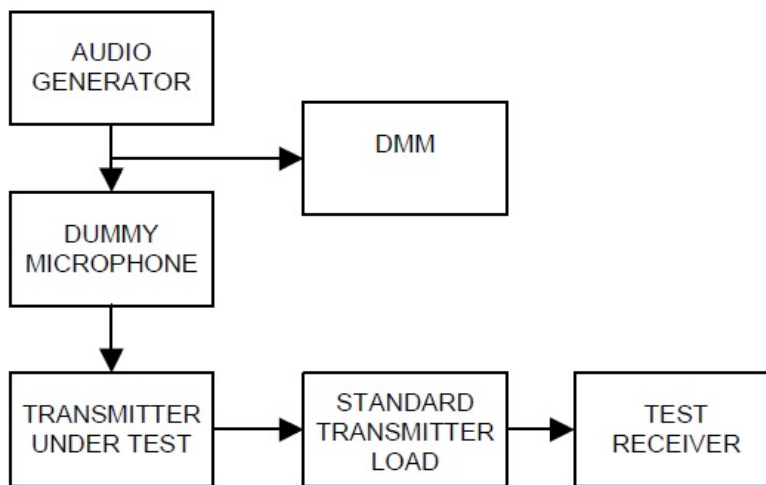 AUDIO
GENERATOR
DMM
DUMMY
MICROPHONE
TRANSMITTER
UNDER TEST
STANDARD
TRANSMITTER
LOAD
TEST
RECEIVER